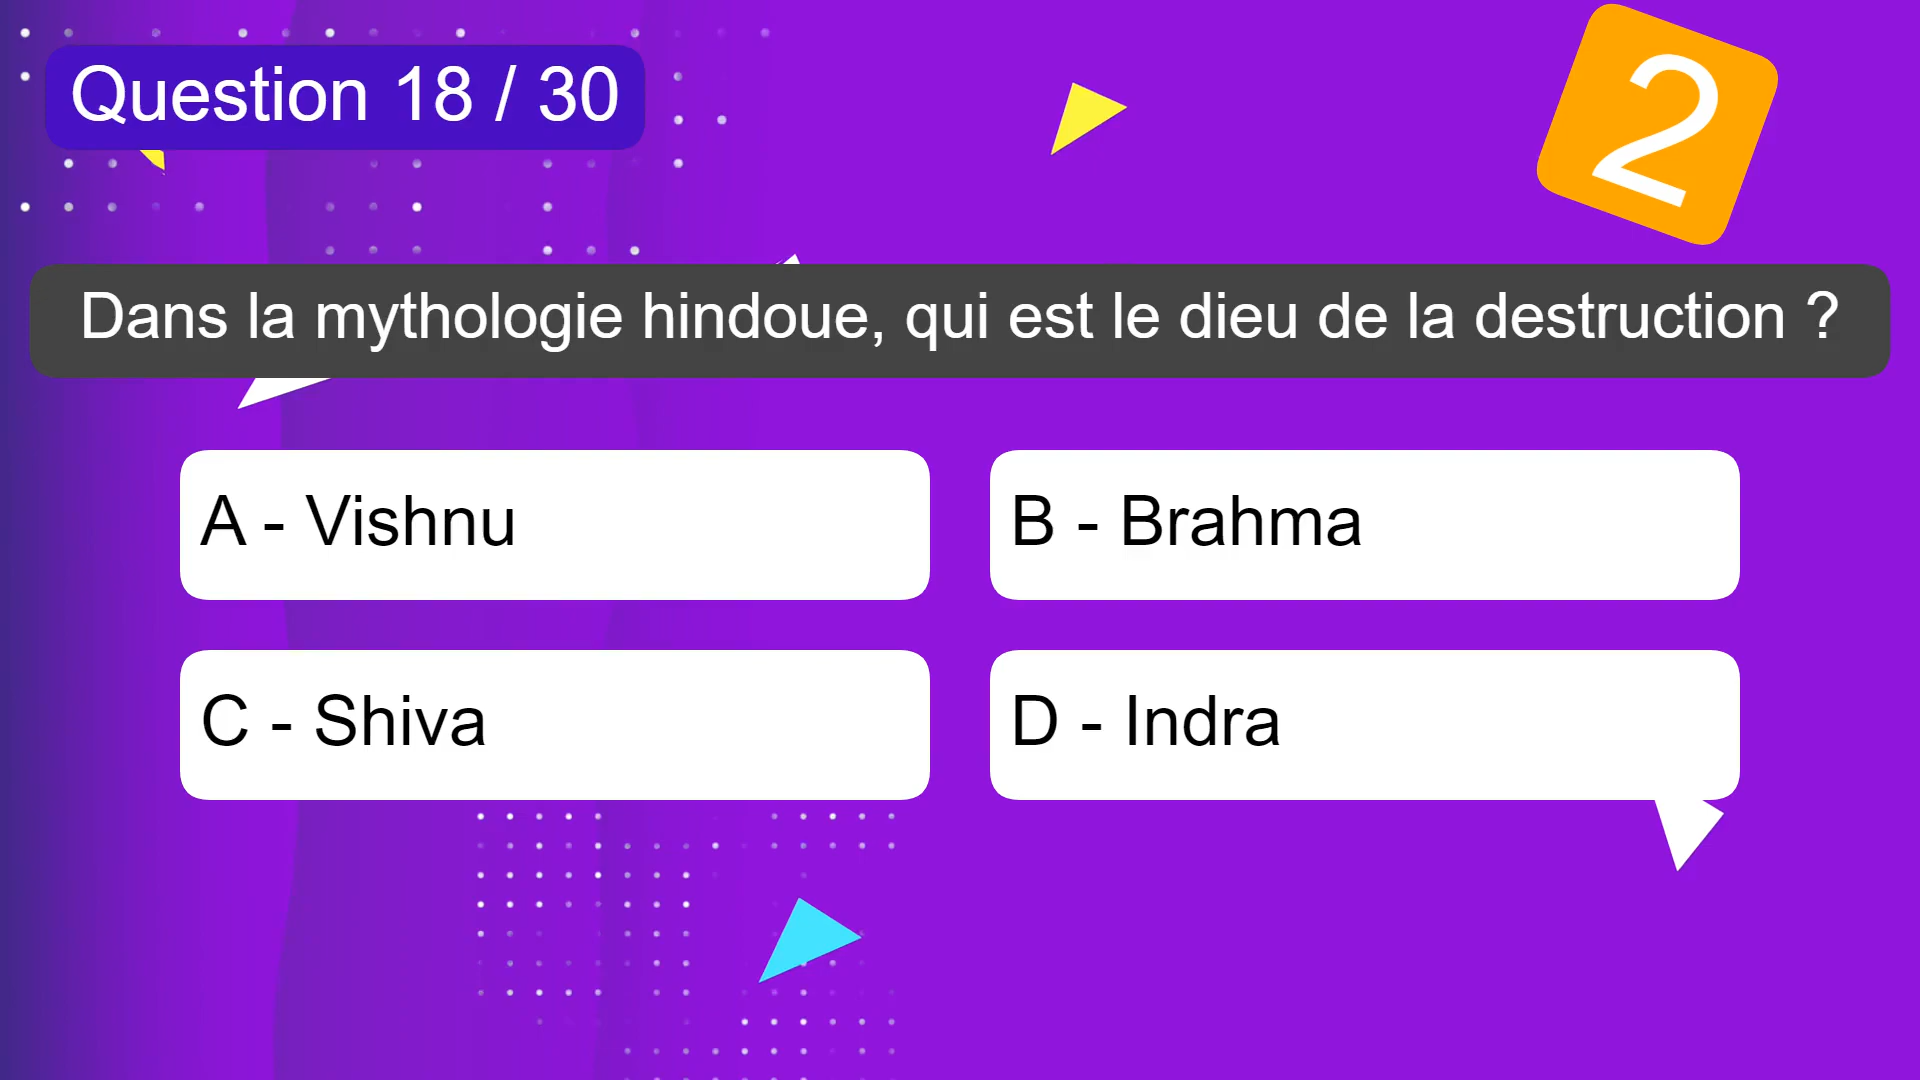 Question 18 / 30
2
Dans la mythologie hindoue, qui est le dieu de la destruction ?
A - Vishnu
B - Brahma
C - Shiva
D - Indra